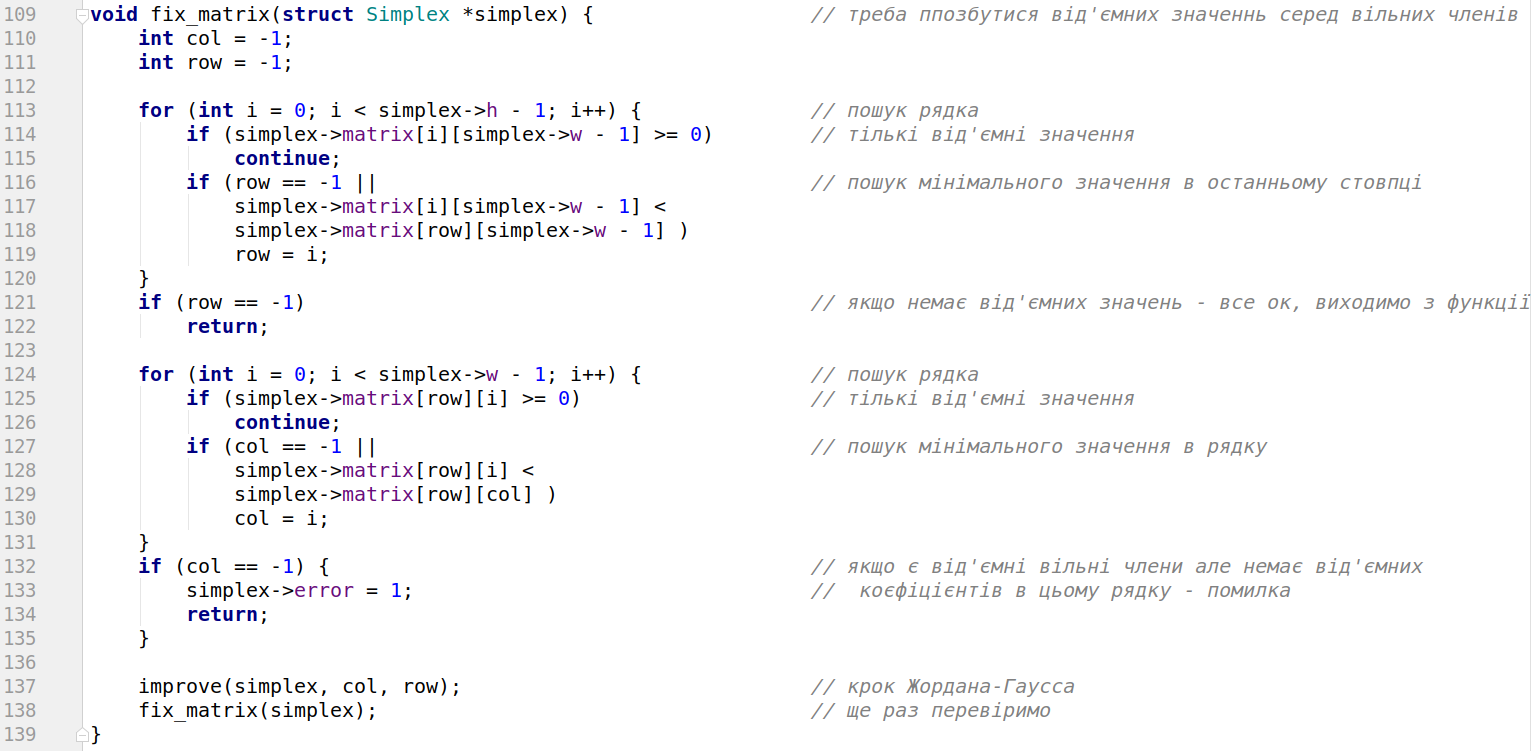 109 void fix_matrix(struct Simplex *simplex) { // треба ппозбутися від'ємних значеннь серед вільних членів
110 int col = -1;
111 int row = -1;
112
113 for (int i = 0; i < simplex->h - 1; i++) { // пошук рядка
114 if (simplex->matrix[i][simplex->w - 1] >= 0) // тількі від'ємні значення
115 continue;
116 if (row == -1 || // пошук мінімального значення в останньому стовпці
117 simplex->matrix[i][simplex->w - 1] <
118 simplex->matrix[row][simplex->w - 1] )
119 row = i;
120 }
121 if (row == -1) // якщо немає від'ємних значень - все ок, виходимо з функції
122 return;
123
124 for (int i = 0; i < simplex->w - 1; i++) { // пошук рядка
125 if (simplex->matrix[row][i] >= 0) // тількі від'ємні значення
126 continue;
127 if (col == -1 || // пошук мінімального значення в рядку
128 simplex->matrix[row][i] <
129 simplex->matrix[row][col] )
130 col = i;
131 }
132 if (col == -1) { // якщо є від'ємні вільні члени але немає від'ємних
133 simplex->error = 1; // коєфіцієнтів в цьому рядку - помилка
134 return;
135 }
136
137 improve(simplex, col, row); // крок Жордана-Гаусса
138 fix_matrix(simplex); // ще раз перевіримо
139 }